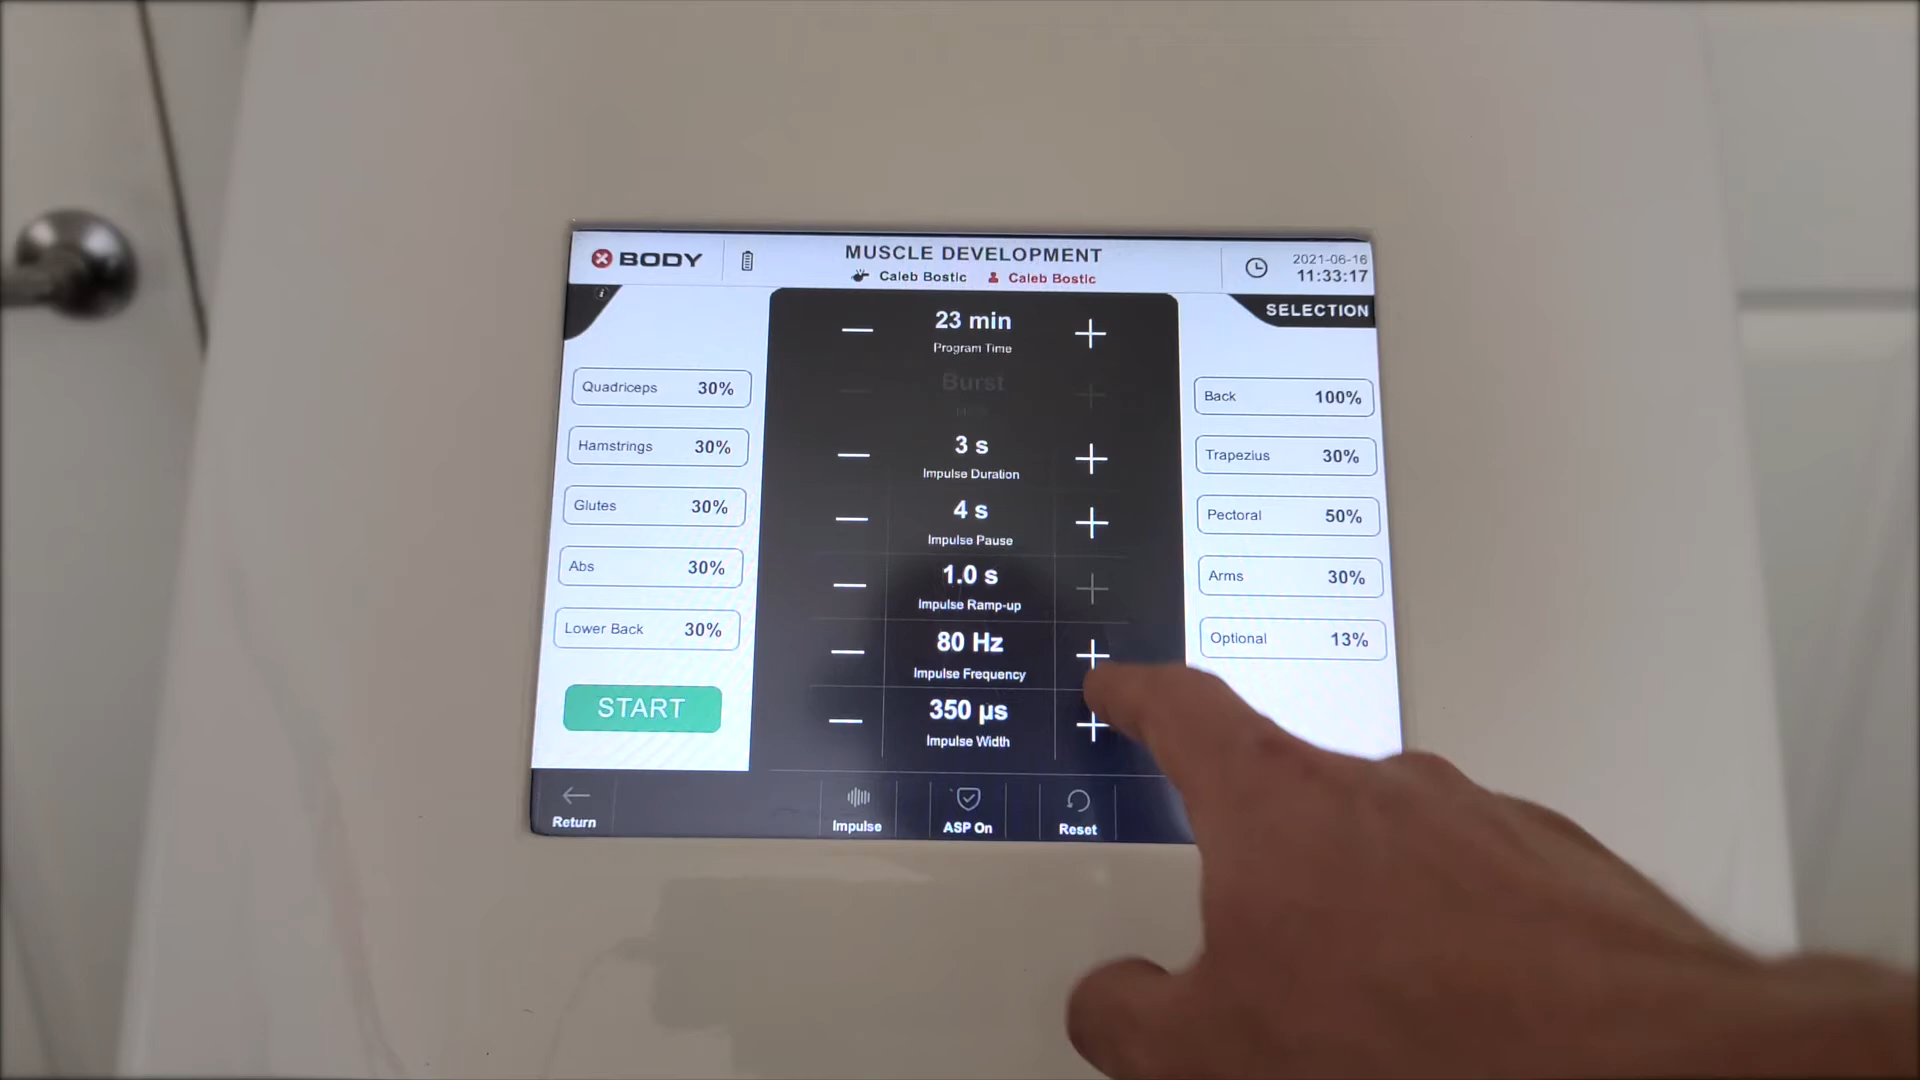 BODY
MUSCLE DEVELOPMENT
Caleb Bostic Caleb Bostic
2021-06-16
11:33:17
SELECTION
Quadriceps 30%
Hamstrings 30%
Glutes 30%
Abs 30%
Lower Back 30%
START
23 min
Program Time
Burst
3 s
Impulse Duration
4 s
Impulse Pause
1.0 s
Impulse Ramp-up
80 Hz
Impulse Frequency
350 µs
Impulse Width
Back 100%
Trapezius 30%
Pectoral 50%
Arms 30%
Optional 13%
Return
Impulse
ASP On
Reset